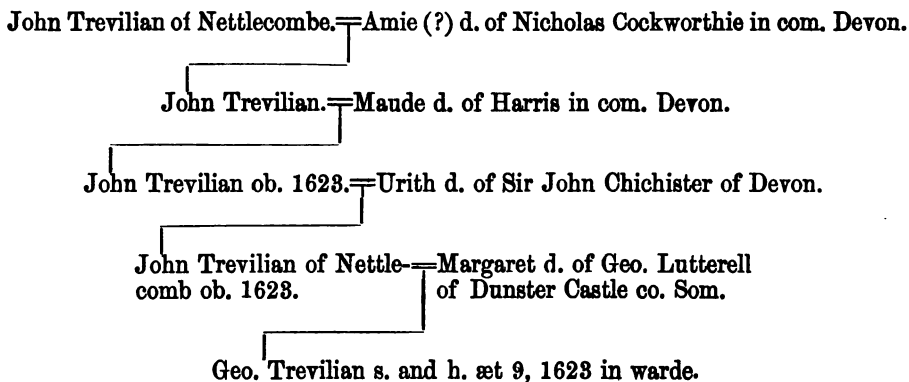 John Trevilian of Nettlecombe.=Amie (?) d. of Nicholas Cockworthie in com. Devon.
John Trevilian.=Maude d. of Harris in com. Devon.
John Trevilian ob. 1623.=Urith d. of Sir John Chichister of Devon.
John Trevilian of Nettle-=Margaret d. of Geo. Lutterell
comb ob. 1623. of Dunster Castle co. Som.
Geo. Trevilian s. and h. æt 9, 1623 in warde.